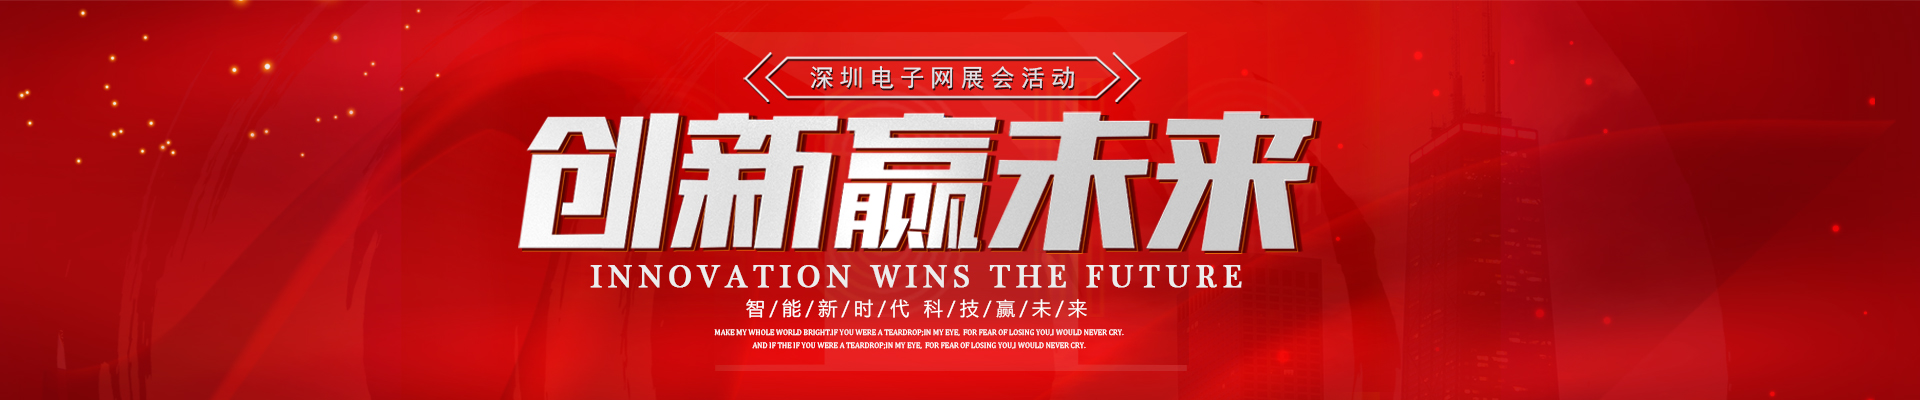 深圳电子网展会活动
创新赢未来
INNOVATION WINS THE FUTURE
智/能/新/时/代 科/技/赢/未/来
MAKE MY WHOLE WORLD BRIGHT.IF YOU WERE A TEARDROP;IN MY EYE, FOR FEAR OF LOSING YOU,I WOULD NEVER CRY.
AND IF THE IF YOU WERE A TEARDROP;IN MY EYE, FOR FEAR OF LOSING YOU,I WOULD NEVER CRY.